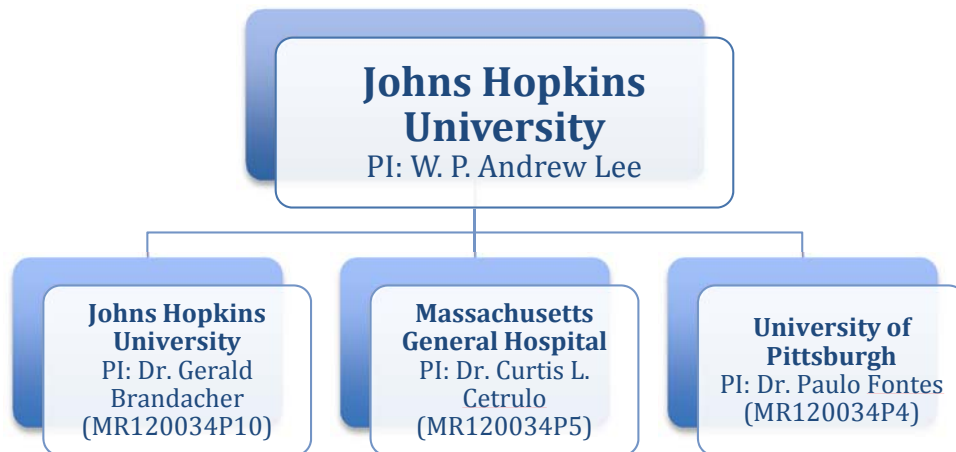 Johns Hopkins
University
PI: W. P. Andrew Lee
Johns Hopkins
University
PI: Dr. Gerald
Brandacher
(MR120034P10)
Massachusetts
General Hospital
PI: Dr. Curtis L.
Cetrulo
(MR120034P5)
University of
Pittsburgh
PI: Dr. Paulo Fontes
(MR120034P4)